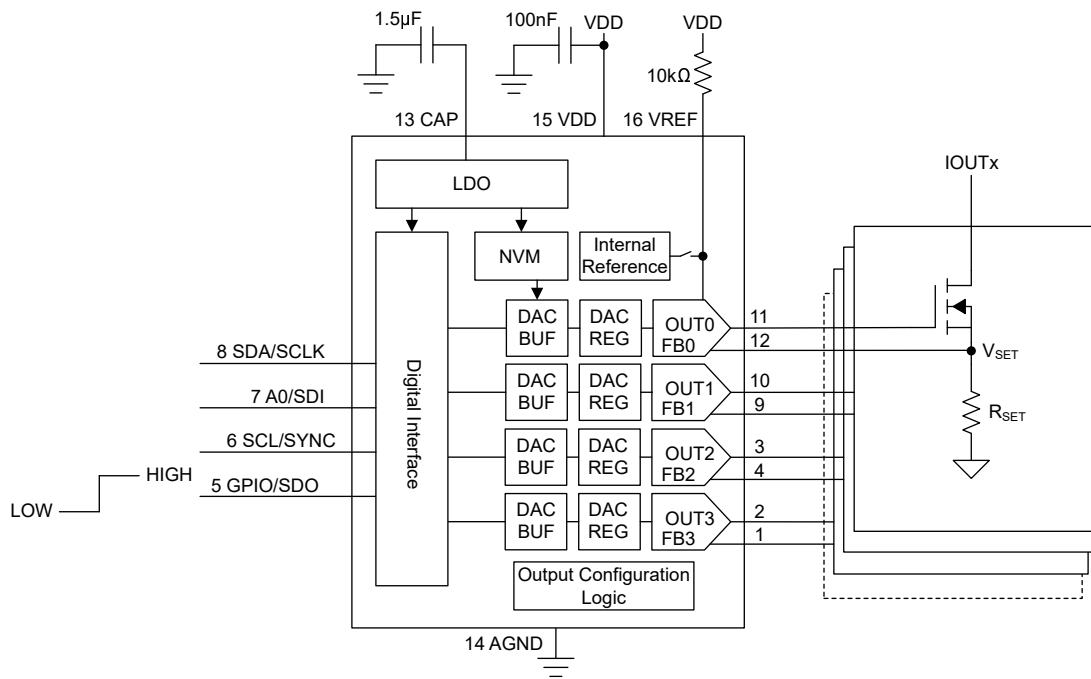 1.5µF
100nF
VDD
VDD
10kΩ
13 CAP
15 VDD
16 VREF
LDO
IOUTx
NVM
Internal
Reference
DAC
BUF
DAC
REG
OUT0
FB0
11
12
VSET
8 SDA/SCLK
7 A0/SDI
6 SCL/SYNC
5 GPIO/SDO
LOW
HIGH
Digital Interface
DAC
BUF
DAC
REG
OUT1
FB1
10
9
RSET
DAC
BUF
DAC
REG
OUT2
FB2
3
4
DAC
BUF
DAC
REG
OUT3
FB3
2
1
Output Configuration
Logic
14 AGND